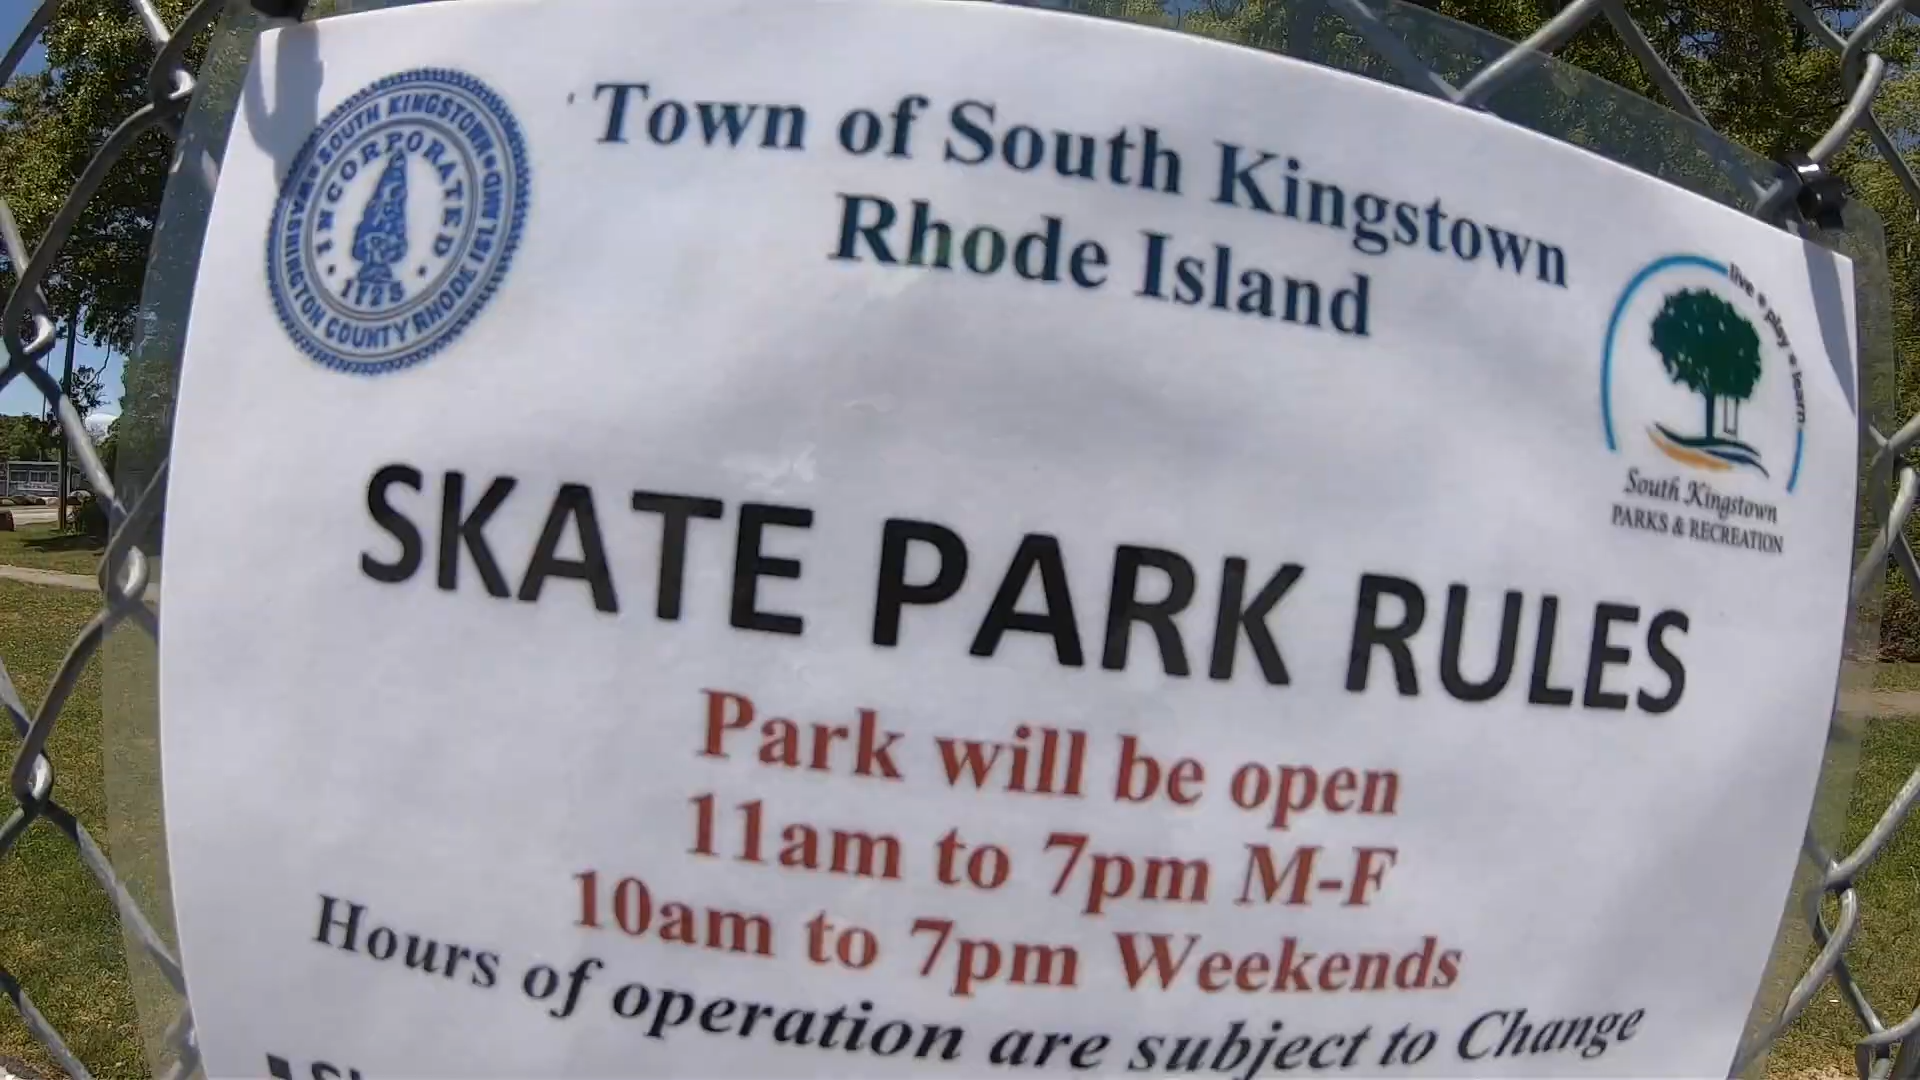 SOUTH KINGSTOWN
WASHINGTON COUNTY RHODE ISLAND
INCORPORATED
1723
Town of South Kingstown
Rhode Island
live • play • learn
South Kingstown
PARKS & RECREATION
SKATE PARK RULES
Park will be open
11am to 7pm M-F
10am to 7pm Weekends
Hours of operation are subject to Change